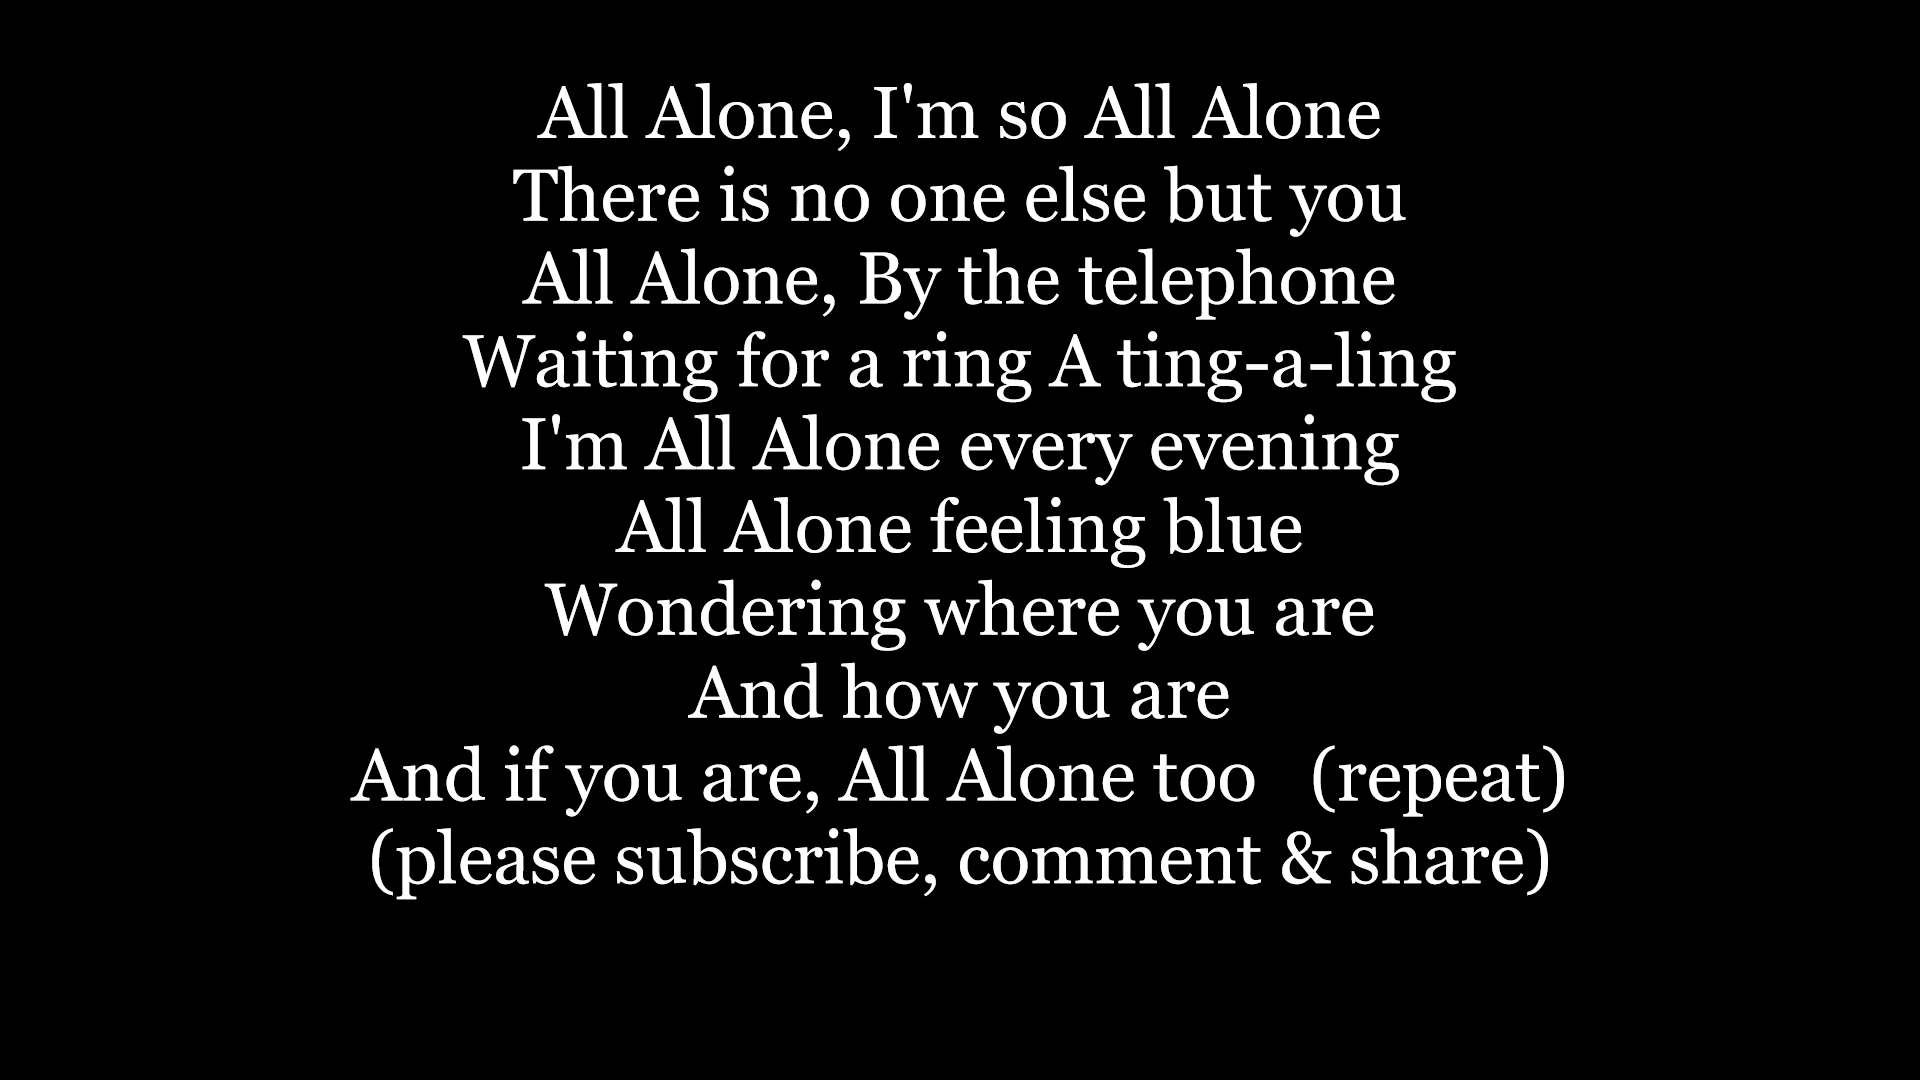 All Alone, I'm so All Alone
There is no one else but you
All Alone, By the telephone
Waiting for a ring A ting-a-ling
I'm All Alone every evening
All Alone feeling blue
Wondering where you are
And how you are
And if you are, All Alone too (repeat)
(please subscribe, comment & share)